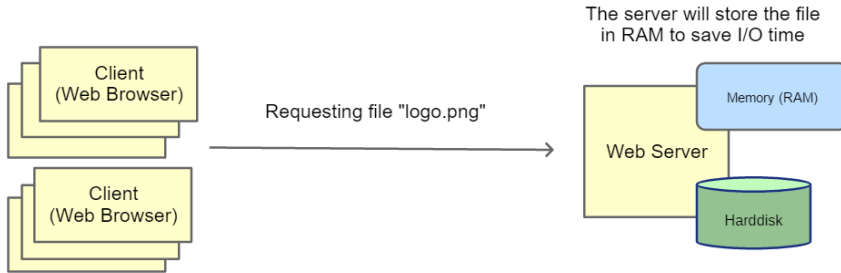 The server will store the file
in RAM to save I/O time
Client
(Web Browser)
Memory (RAM)
Requesting file "logo.png"
Web Server
Client
(Web Browser)
Harddisk